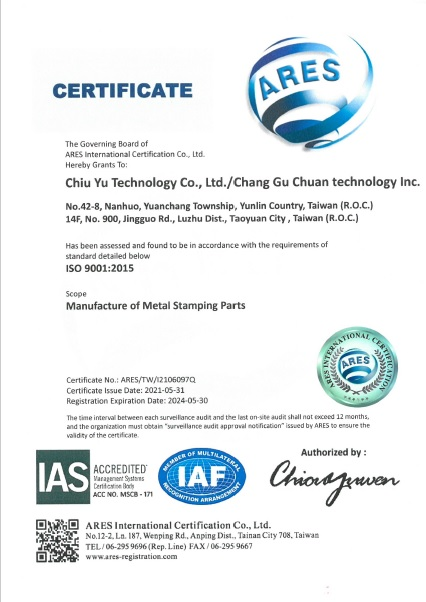 CERTIFICATE
ARES
The Governing Board of
ARES International Certification Co., Ltd.
Hereby Grants To:
Chiu Yu Technology Co., Ltd./Chang Gu Chuan technology Inc.
No.42-8, Nanhuo, Yuanchang Township, Yunlin Country, Taiwan (R.O.C.)
14F, No. 900, Jingguo Rd., Luzhu Dist., Taoyuan City , Taiwan (R.O.C.)
Has been assessed and found to be in accordance with the requirements of
standard detailed below
ISO 9001:2015
Scope
Manufacture of Metal Stamping Parts
ARES INTERNATIONAL CERTIFICATION
ARES
Certificate No.: ARES/TW/I2106097Q
Certificate Issue Date: 2021-05-31
Registration Expiration Date: 2024-05-30
The time interval between each surveillance audit and the last on-site audit shall not exceed 12 months,
and the organization must obtain "surveillance audit approval notification" issued by ARES to ensure the
validity of the certificate.
Authorized by :
IAS
ACCREDITED
Management Systems
Certification Body
ACC NO. MSCB - 171
MEMBER OF MULTILATERAL
IAF
RECOGNITION ARRANGEMENT
ARES International Certification Co., Ltd.
No.12-2, Ln. 187, Wenping Rd., Anping Dist., Tainan City 708, Taiwan
TEL / 06-295 9696 (Rep. Line) FAX / 06-295-9667
www.ares-registration.com